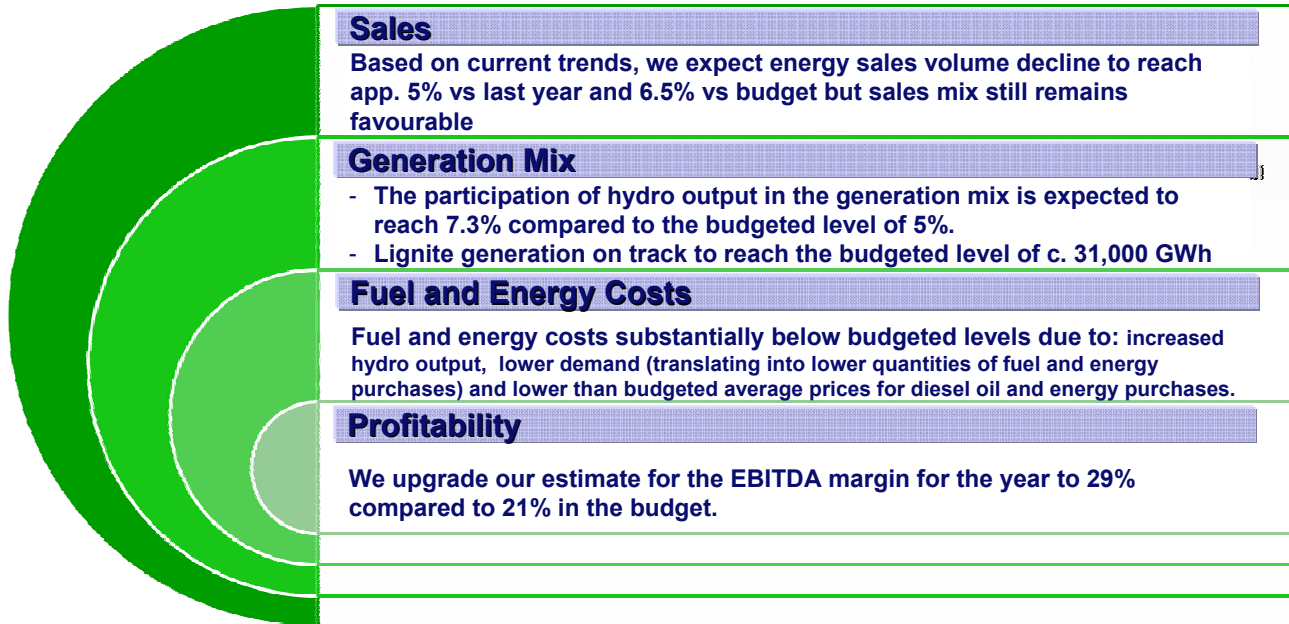 Sales
Based on current trends, we expect energy sales volume decline to reach
app. 5% vs last year and 6.5% vs budget but sales mix still remains
favourable
Generation Mix
- The participation of hydro output in the generation mix is expected to
reach 7.3% compared to the budgeted level of 5%.
- Lignite generation on track to reach the budgeted level of c. 31,000 GWh
Fuel and Energy Costs
Fuel and energy costs substantially below budgeted levels due to: increased
hydro output, lower demand (translating into lower quantities of fuel and energy
purchases) and lower than budgeted average prices for diesel oil and energy purchases.
Profitability
We upgrade our estimate for the EBITDA margin for the year to 29%
compared to 21% in the budget.